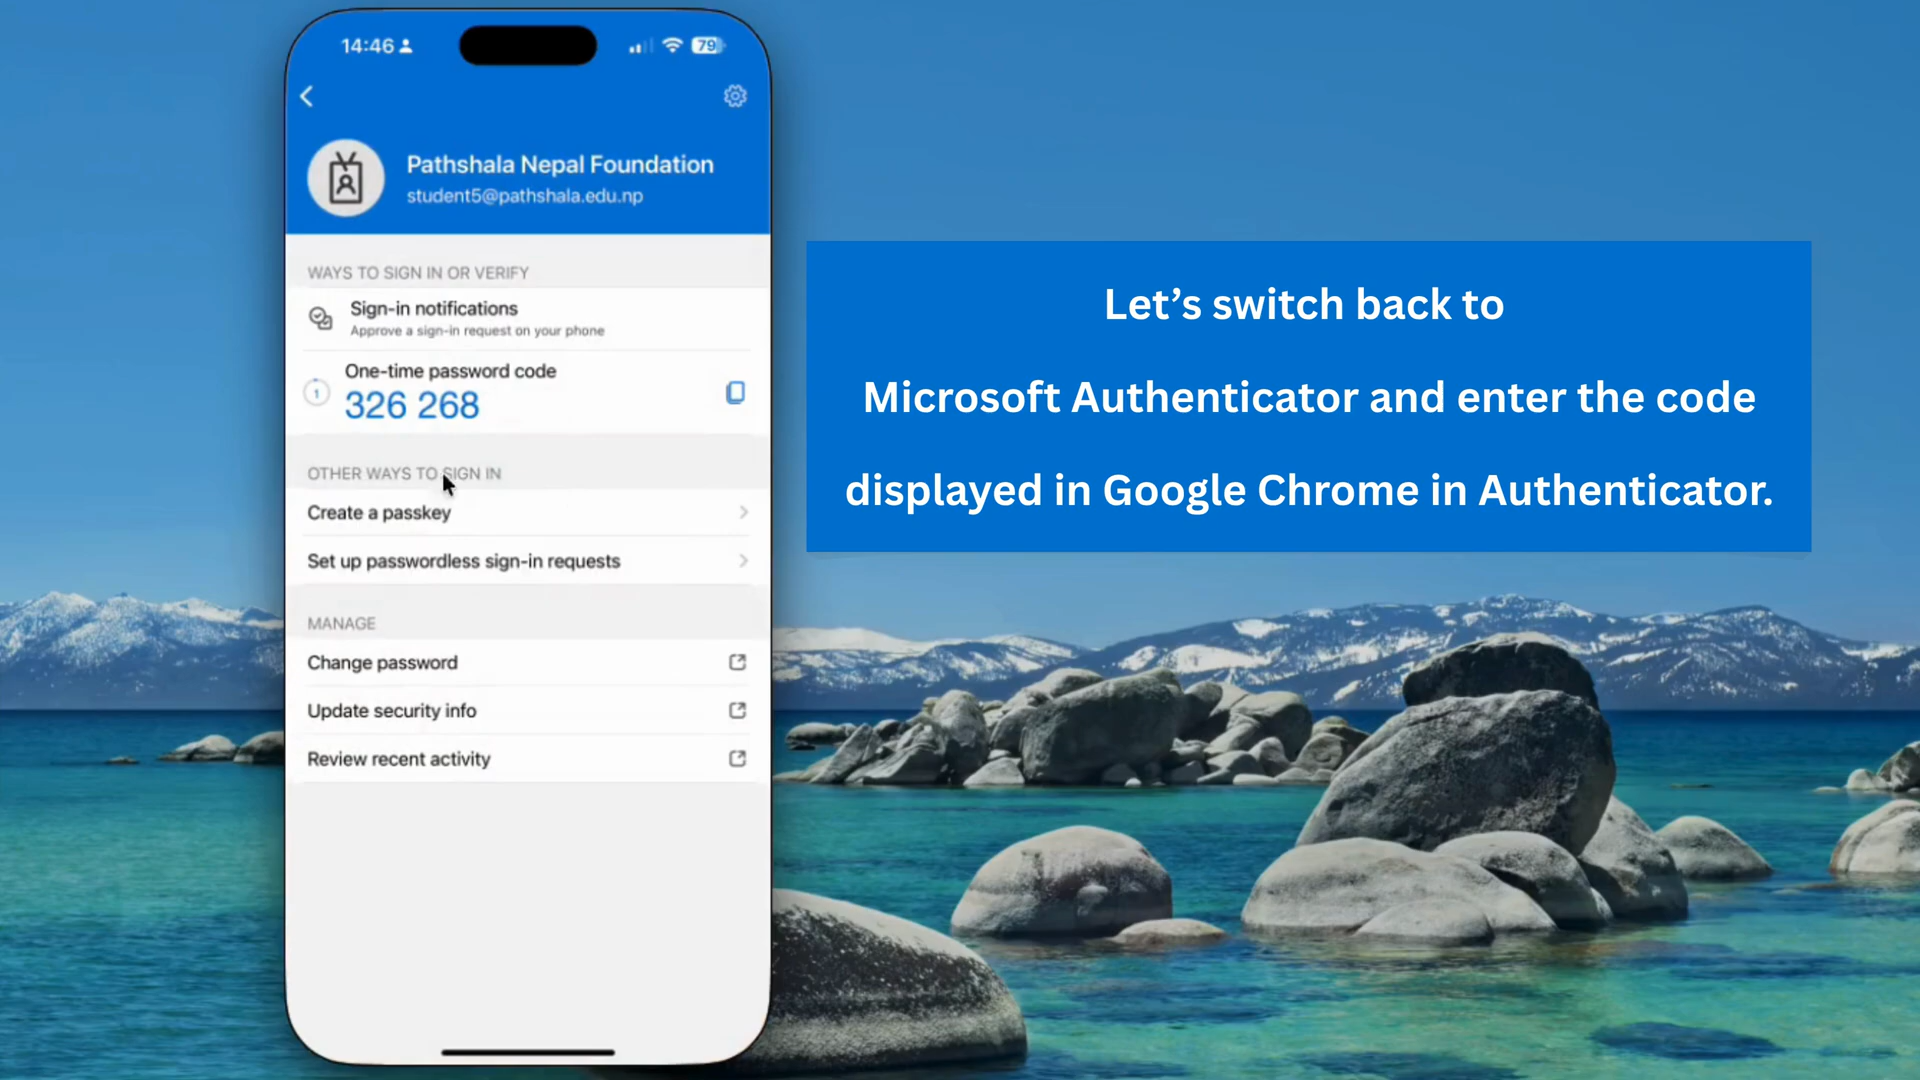 14:46
79
Pathshala Nepal Foundation
student5@pathshala.edu.np
WAYS TO SIGN IN OR VERIFY
Sign-in notifications
Approve a sign-in request on your phone
One-time password code
1
326 268
OTHER WAYS TO SIGN IN
Create a passkey
Set up passwordless sign-in requests
MANAGE
Change password
Update security info
Review recent activity
Let’s switch back to
Microsoft Authenticator and enter the code
displayed in Google Chrome in Authenticator.